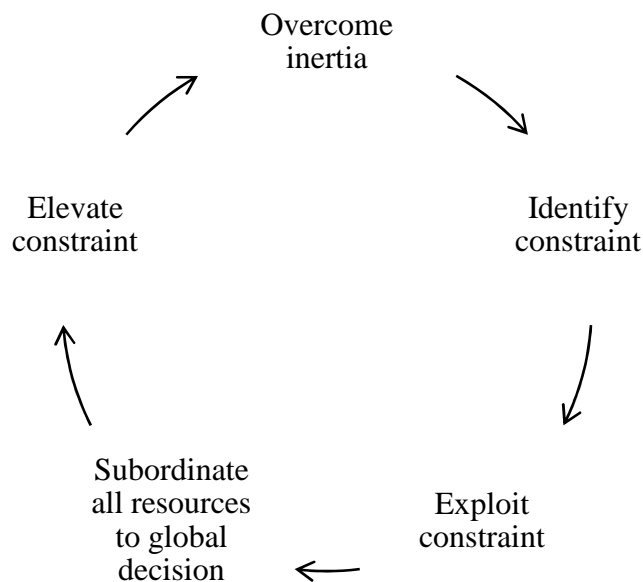 Overcome
inertia
Identify
constraint
Exploit
constraint
Subordinate
all resources
to global
decision
Elevate
constraint